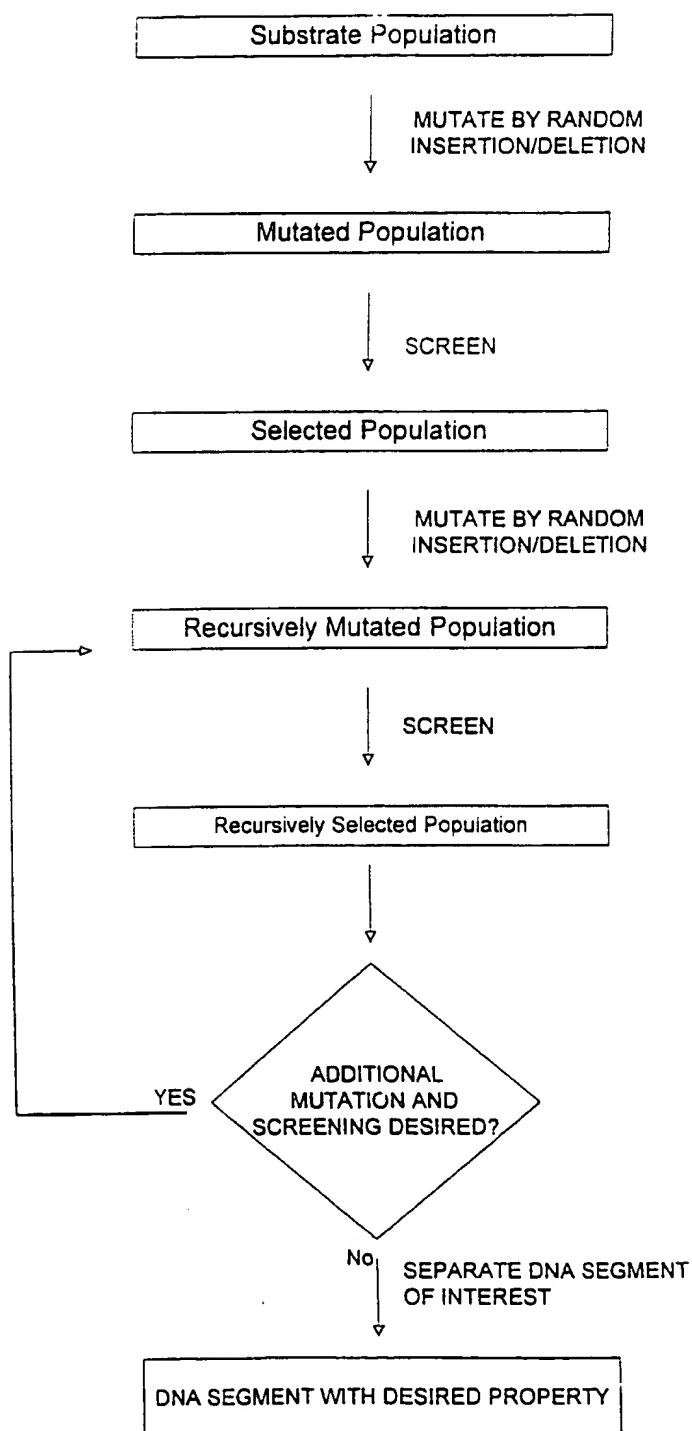 Substrate Population
MUTATE BY RANDOM
INSERTION/DELETION
Mutated Population
SCREEN
Selected Population
MUTATE BY RANDOM
INSERTION/DELETION
Recursively Mutated Population
SCREEN
Recursively Selected Population
YES
ADDITIONAL
MUTATION AND
SCREENING DESIRED?
No
SEPARATE DNA SEGMENT
OF INTEREST
DNA SEGMENT WITH DESIRED PROPERTY